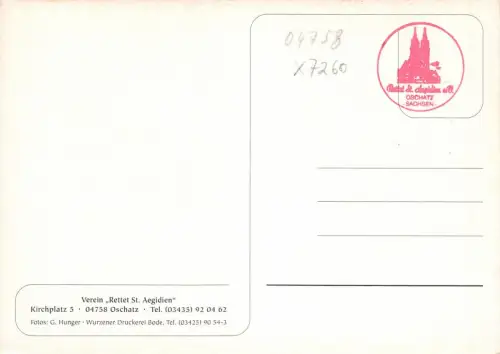 04758
X7260
Rettet St. Aegidien e.V.
OSCHATZ
SACHSEN
Verein „Rettet St. Aegidien“
Kirchplatz 5 · 04758 Oschatz · Tel. (03435) 92 04 62
Fotos: G. Hunger · Wurzener Druckerei Bode, Tel. (03425) 90 54-3